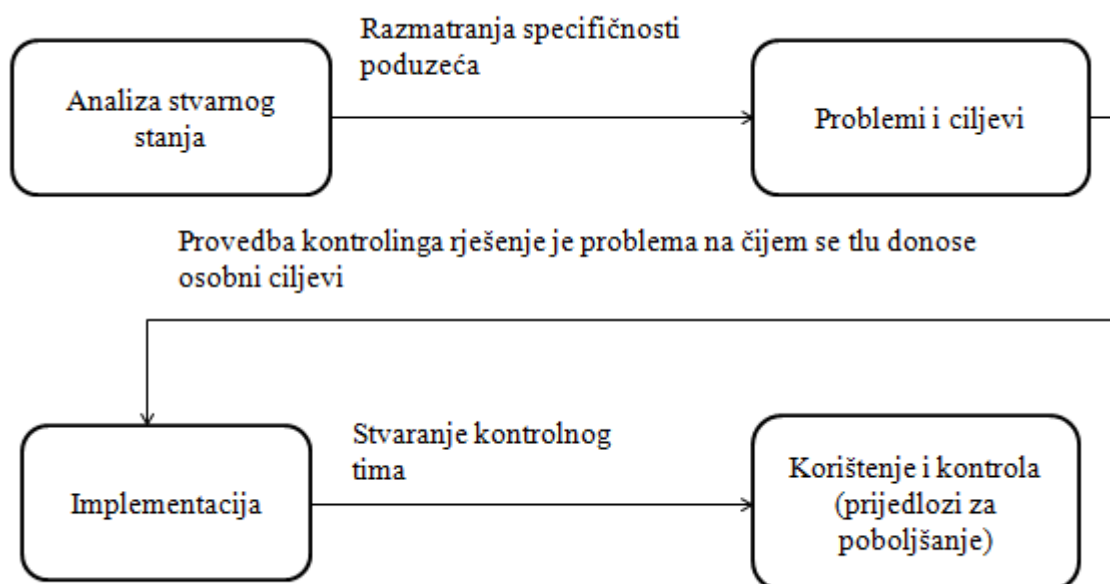 Razmatranja specifičnosti
poduzeća
Analiza stvarnog
stanja
Problemi i ciljevi
Provedba kontrolinga rješenje je problema na čijem se tlu donose
osobni ciljevi
Stvaranje kontrolnog
tima
Implementacija
Korištenje i kontrola
(prijedlozi za
poboljšanje)